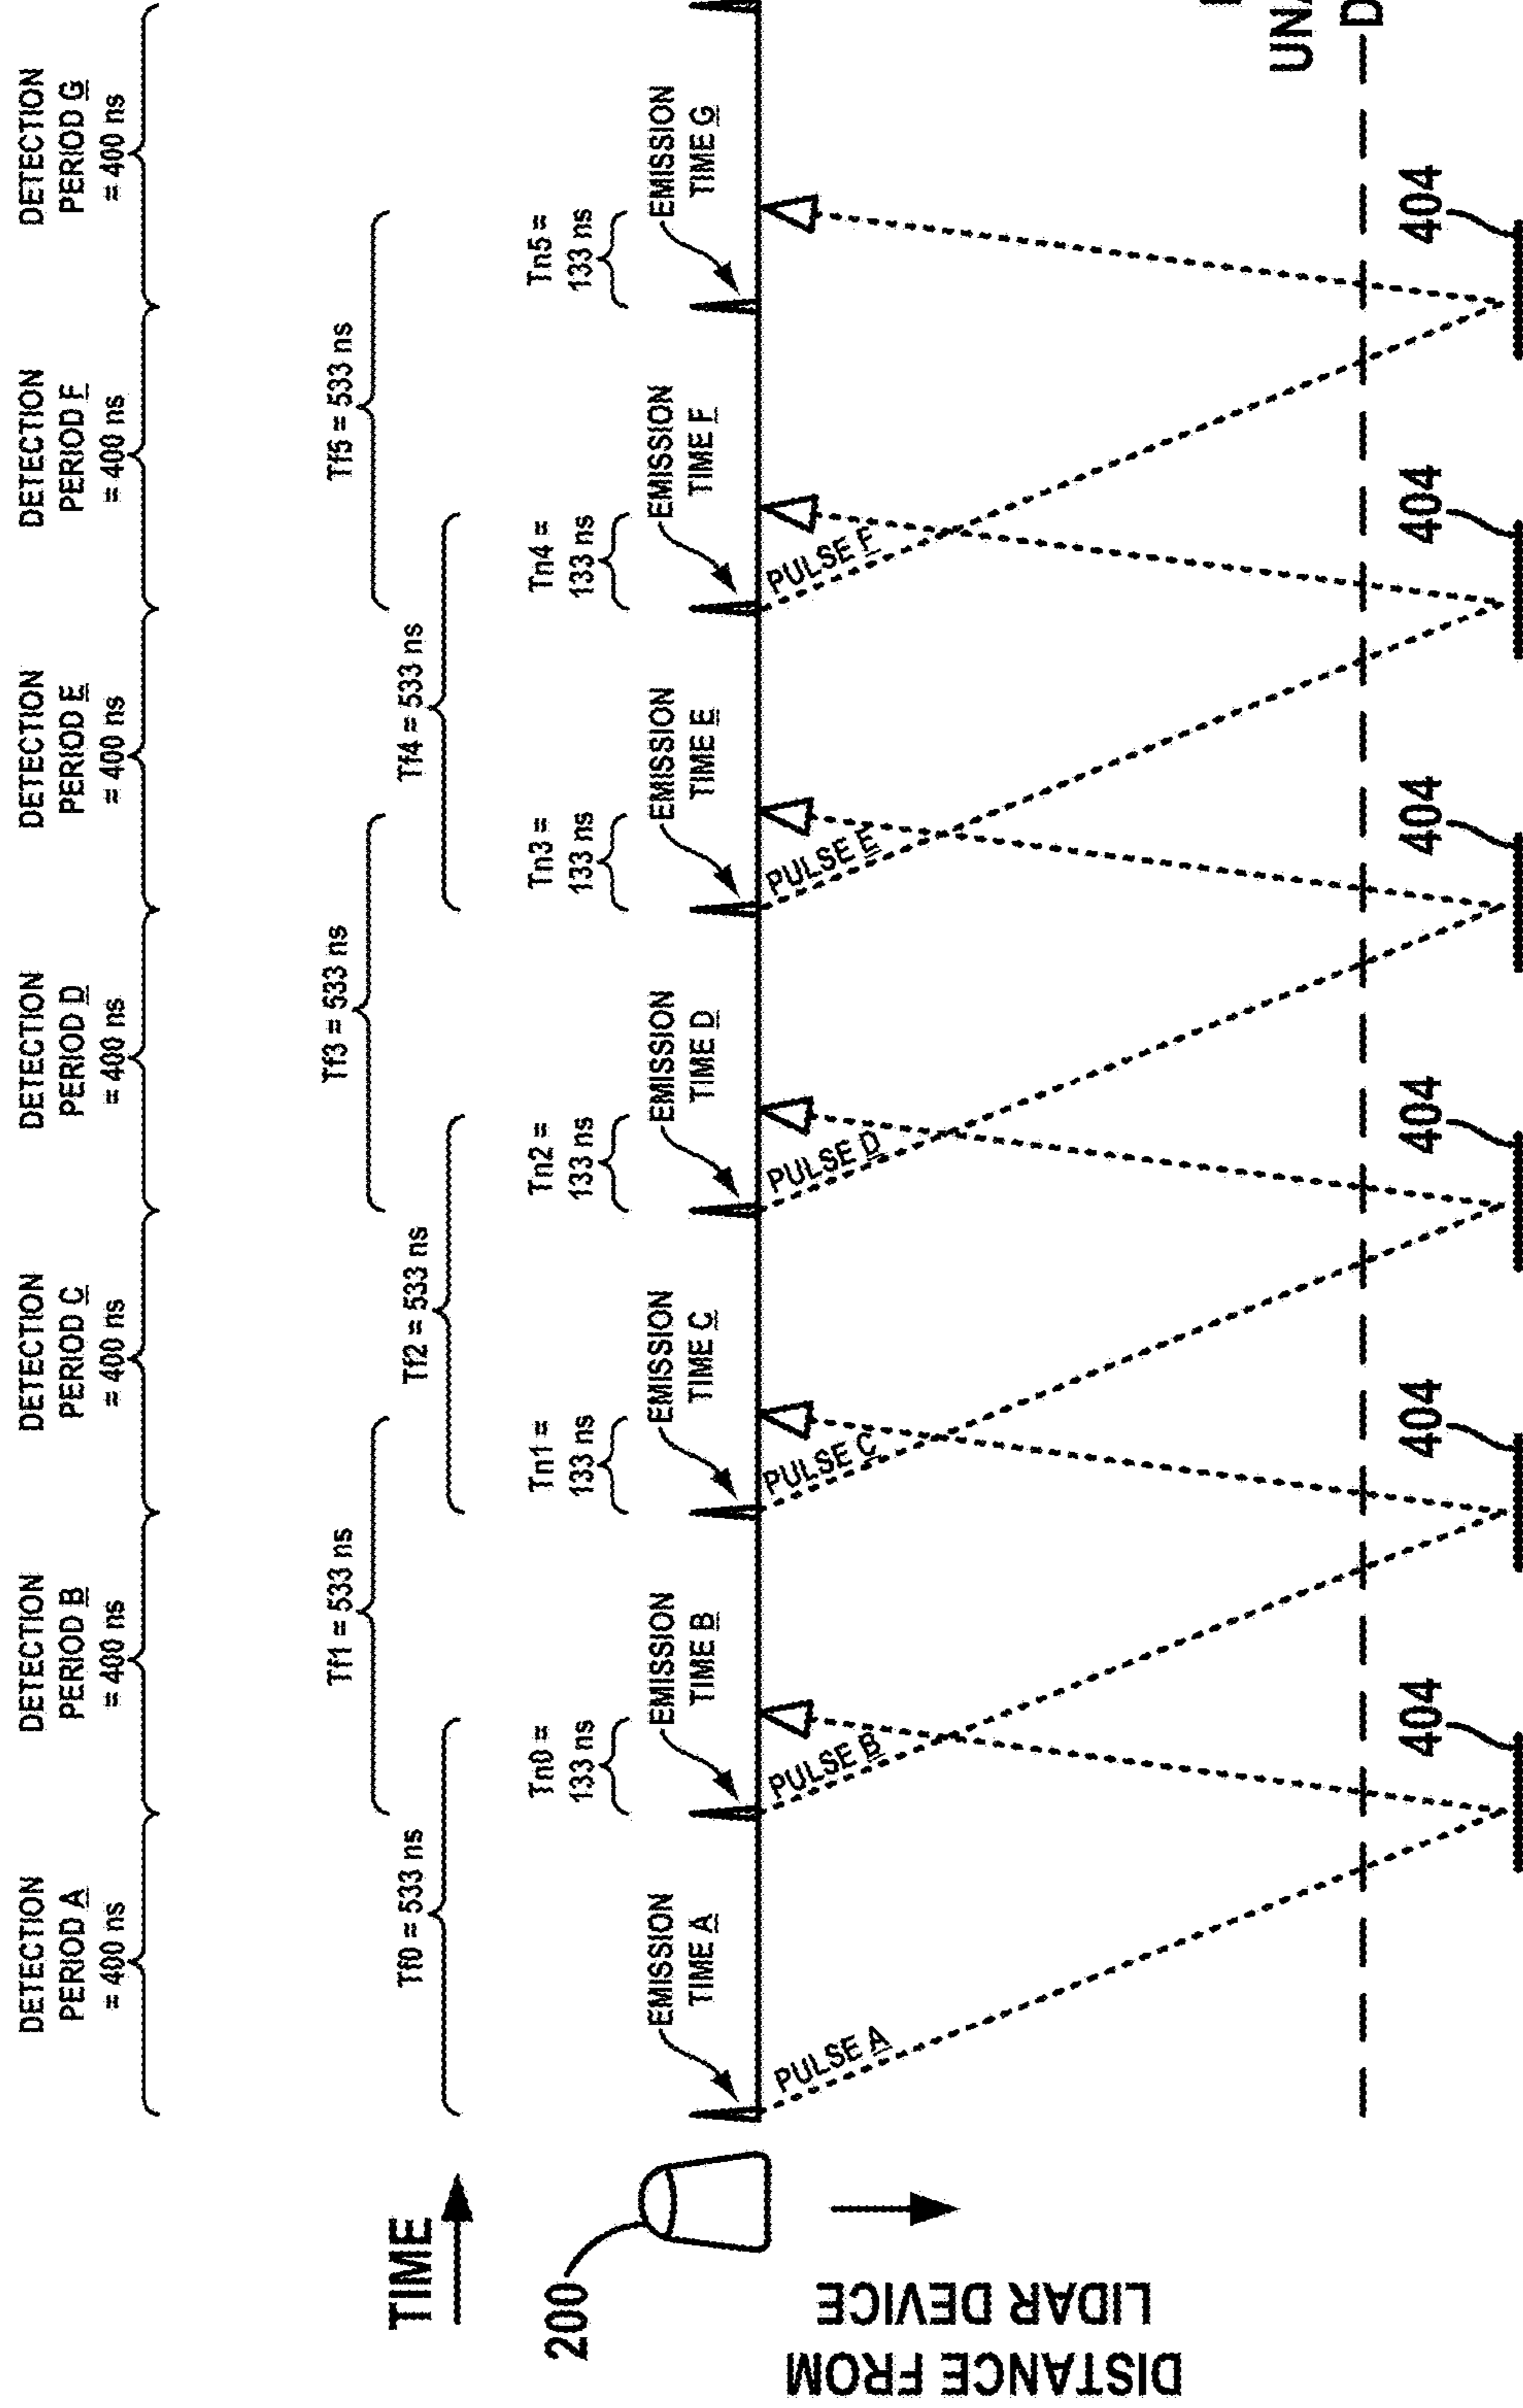 DETECTION
PERIOD A
= 400 ns
DETECTION
PERIOD B
= 400 ns
DETECTION
PERIOD C
= 400 ns
DETECTION
PERIOD D
= 400 ns
DETECTION
PERIOD E
= 400 ns
DETECTION
PERIOD F
= 400 ns
DETECTION
PERIOD G
= 400 ns
Tf1 = 533 ns
Tf3 = 533 ns
Tf5 = 533 ns
Tf0 = 533 ns
Tf2 = 533 ns
Tf4 = 533 ns
TIME
Tn0 =
133 ns
Tn1 =
133 ns
Tn2 =
133 ns
Tn3 =
133 ns
Tn4 =
133 ns
Tn5 =
133 ns
200
EMISSION
TIME A
EMISSION
TIME B
EMISSION
TIME C
EMISSION
TIME D
EMISSION
TIME E
EMISSION
TIME F
EMISSION
TIME G
PULSE A
PULSE B
PULSE C
PULSE D
PULSE E
PULSE F
DISTANCE FROM
LIDAR DEVICE
UNA
D
404
404
404
404
404
404